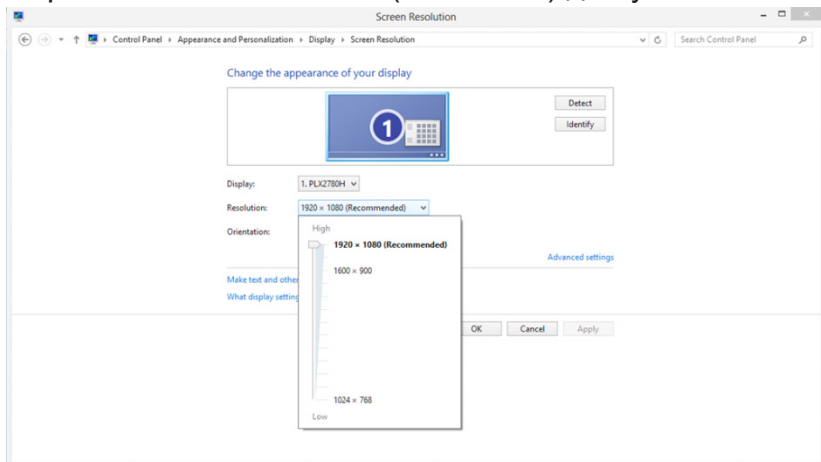 Screen Resolution
Control Panel Appearance and Personalization Display Screen Resolution
Search Control Panel
Change the appearance of your display
1
Detect
Identify
Display: 1. PLX2780H
Resolution: 1920 × 1080 (Recommended)
Orientation:
High
1920 × 1080 (Recommended)
1600 × 900
1024 × 768
Low
Advanced settings
Make text and other
What display setting
OK Cancel Apply